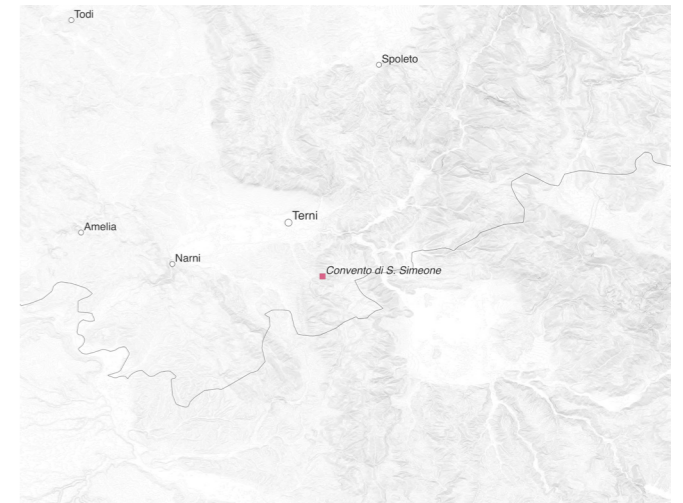 Todi
Spoleto
Terni
Amelia
Narni
Convento di S. Simeone